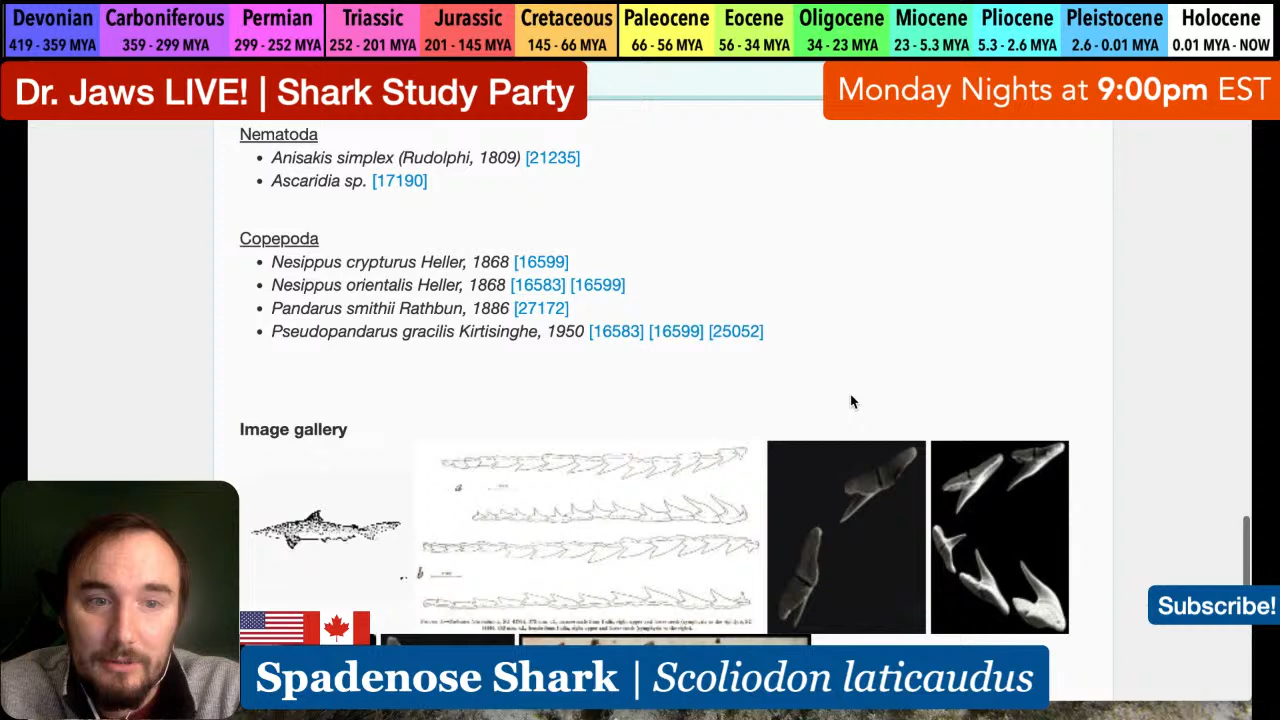 Devonian
419 - 359 MYA
Carboniferous
359 - 299 MYA
Permian
299 - 252 MYA
Triassic
252 - 201 MYA
Jurassic
201 - 145 MYA
Cretaceous
145 - 66 MYA
Paleocene
66 - 56 MYA
Eocene
56 - 34 MYA
Oligocene
34 - 23 MYA
Miocene
23 - 5.3 MYA
Pliocene
5.3 - 2.6 MYA
Pleistocene
2.6 - 0.01 MYA
Holocene
0.01 MYA - NOW
Dr. Jaws LIVE! | Shark Study Party
Monday Nights at 9:00pm EST
Nematoda
• Anisakis simplex (Rudolphi, 1809) [21235]
• Ascaridia sp. [17190]
Copepoda
• Nesippus crypturus Heller, 1868 [16599]
• Nesippus orientalis Heller, 1868 [16583] [16599]
• Pandarus smithii Rathbun, 1886 [27172]
• Pseudopandarus gracilis Kirtisinghe, 1950 [16583] [16599] [25052]
Image gallery
a
b
Subscribe!
Spadenose Shark | Scoliodon laticaudus